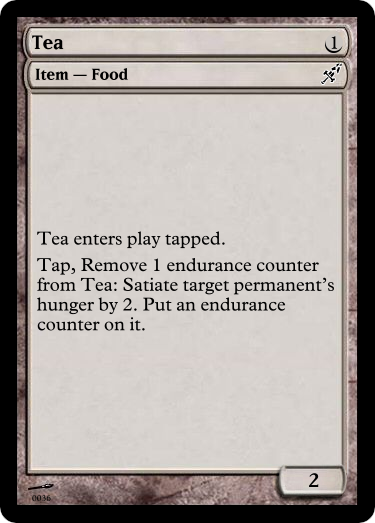 Tea 1
Item — Food
Tea enters play tapped.
Tap, Remove 1 endurance counter
from Tea: Satiate target permanent's
hunger by 2. Put an endurance
counter on it.
2
0036